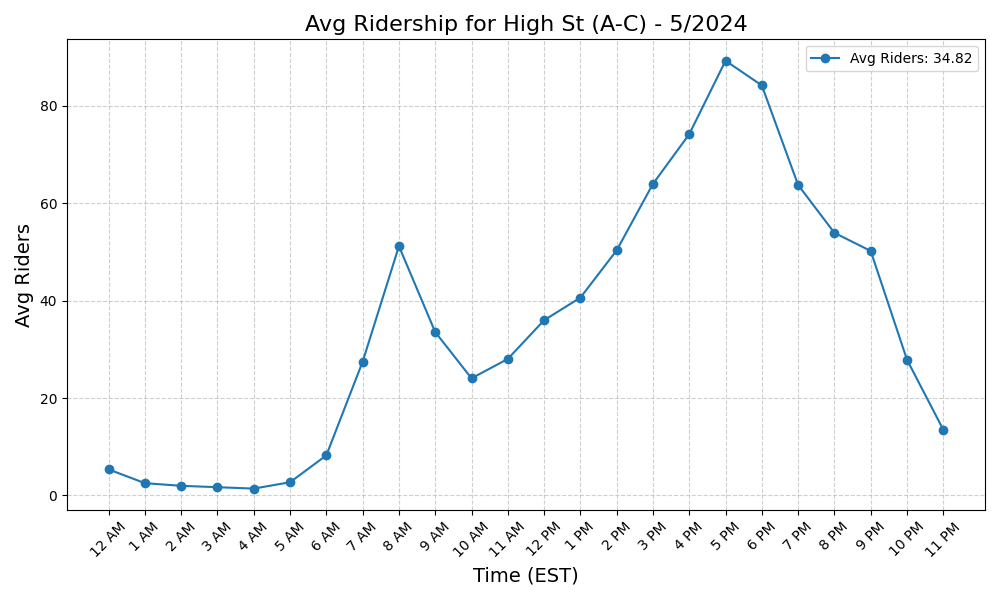 Avg Ridership for High St (A-C) - 5/2024
Avg Riders: 34.82
Avg Riders
80
60
40
20
0
12 AM
1 AM
2 AM
3 AM
4 AM
5 AM
6 AM
7 AM
8 AM
9 AM
10 AM
11 AM
12 PM
1 PM
2 PM
3 PM
4 PM
5 PM
6 PM
7 PM
8 PM
9 PM
10 PM
11 PM
Time (EST)